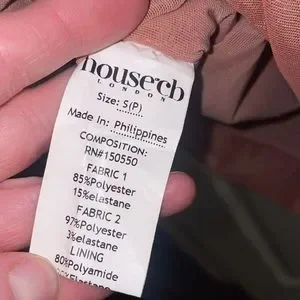 house cb
LONDON
Size: S(P)
Made In: Philippines
COMPOSITION:
RN#150550
FABRIC 1
85%Polyester
15%elastane
FABRIC 2
97%Polyester
3%elastane
LINING
80%Polyamide